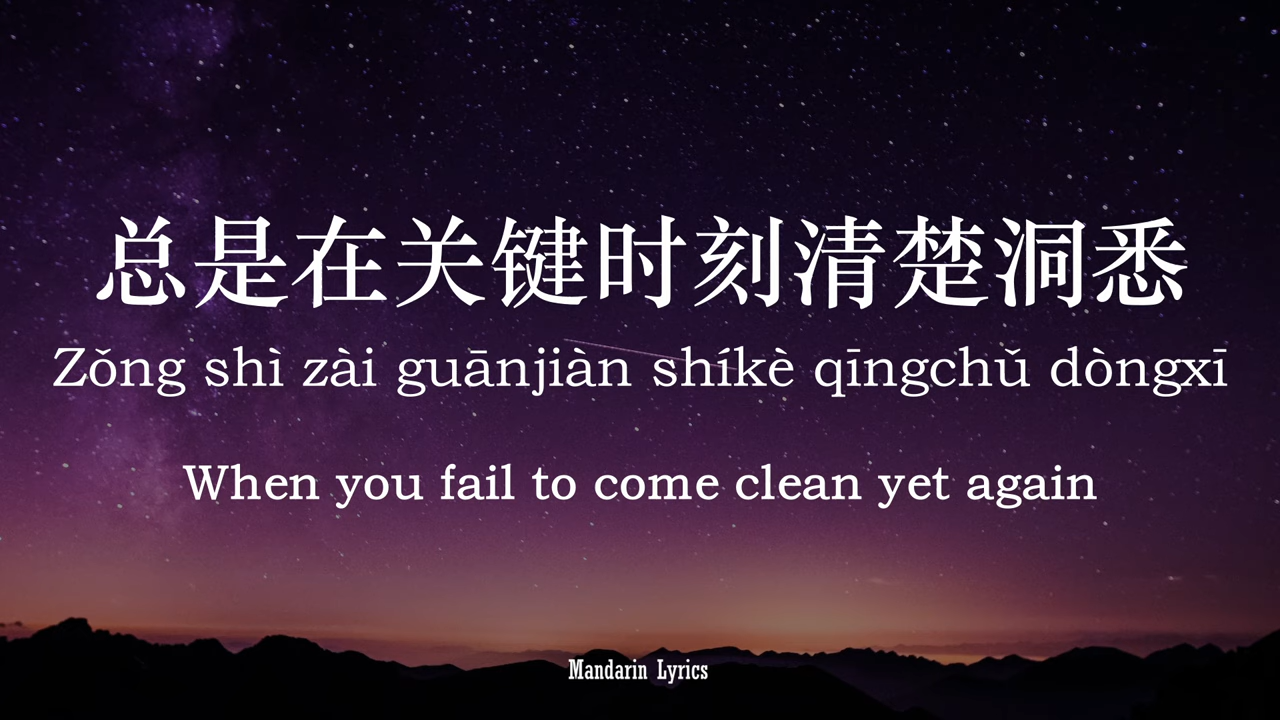 总是在关键时刻清楚洞悉
Zǒng shì zài guānjiàn shíkè qīngchǔ dòngxī
When you fail to come clean yet again
Mandarin Lyrics